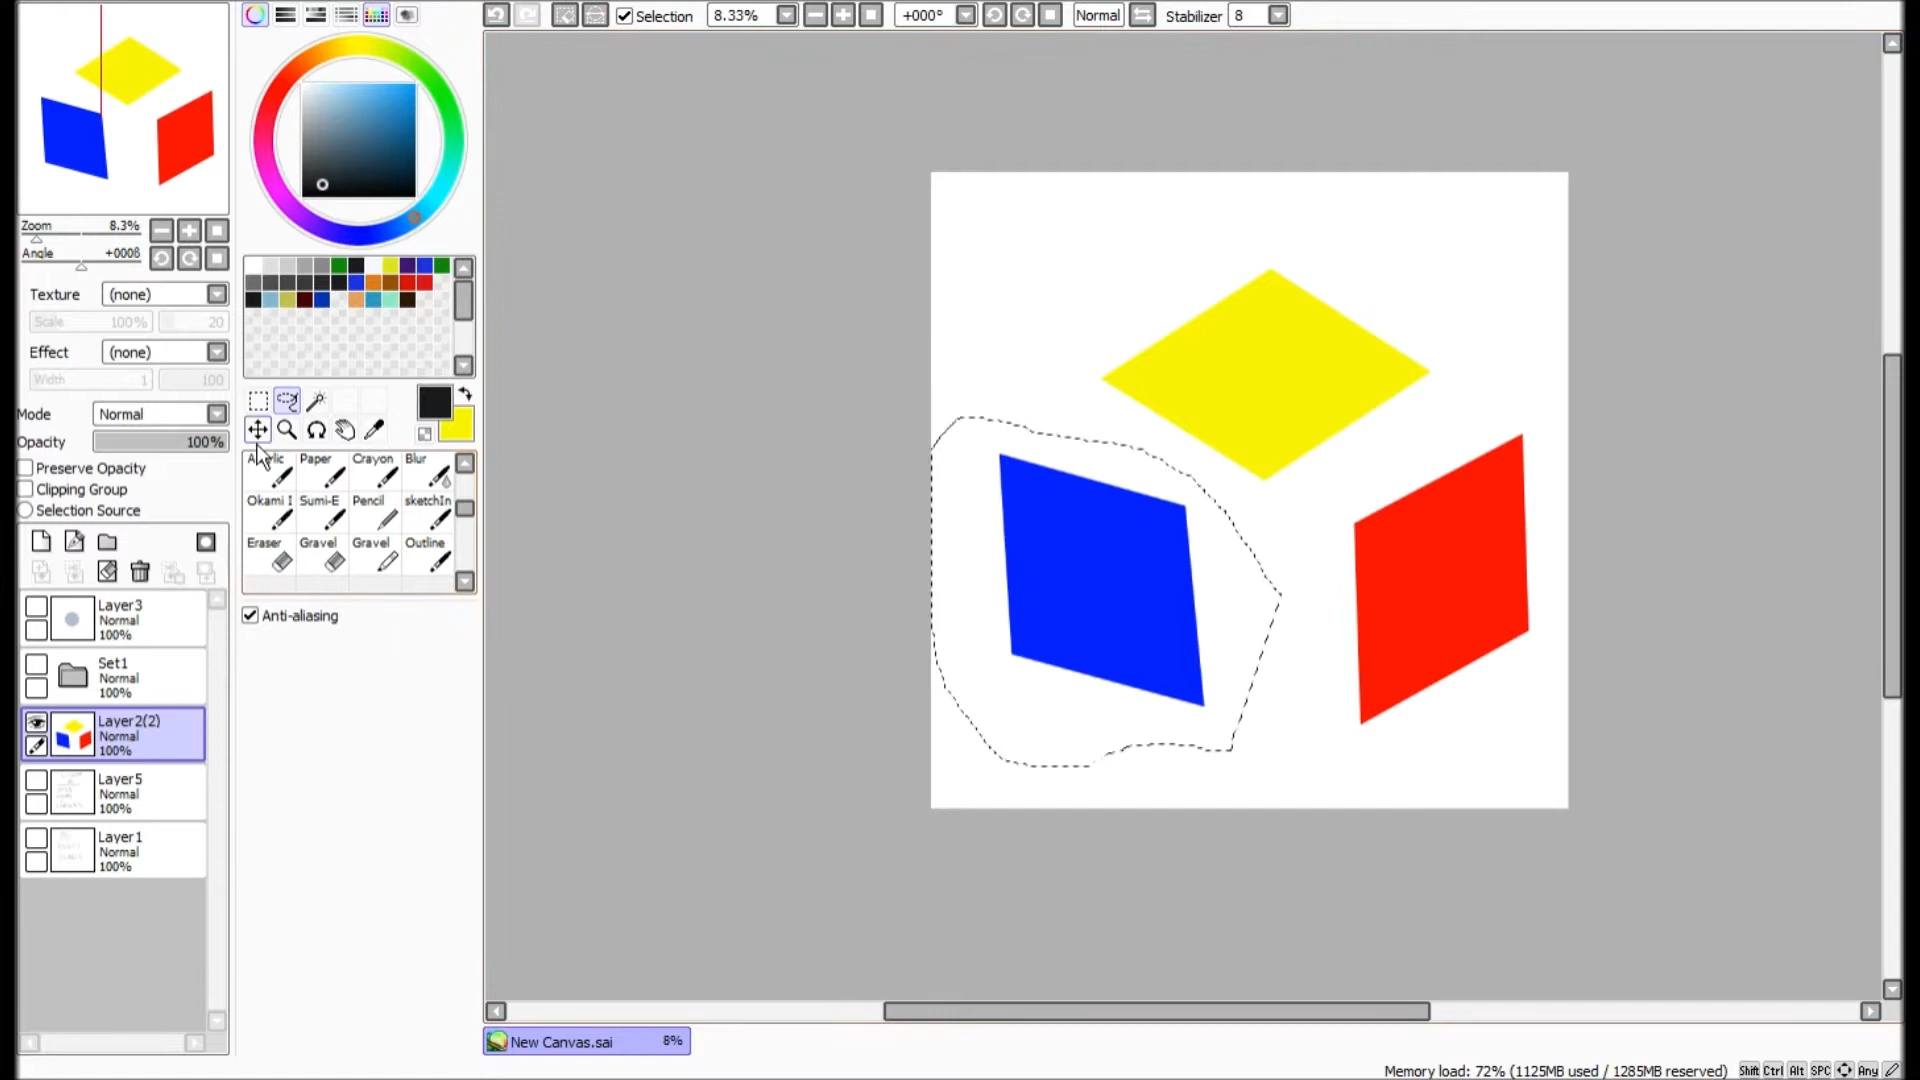 Selection 8.33% +000° Normal Stabilizer 8
Zoom 8.3%
Angle
Texture (none)
Scale 100% 20
Effect (none)
Width 1 100
Mode Normal
Opacity 100%
Preserve Opacity
Clipping Group
Selection Source
Paper Crayon Blur
Okami I Sumi-E Pencil sketchIn
Eraser Gravel Gravel Outline
Anti-aliasing
Layer3
Normal
100%
Set1
Normal
100%
Layer2(2)
Normal
100%
Layer5
Normal
100%
Layer1
Normal
100%
New Canvas.sai 8%
Memory load: 72% (1125MB used / 1285MB reserved) Shift Ctrl Alt SPC Any